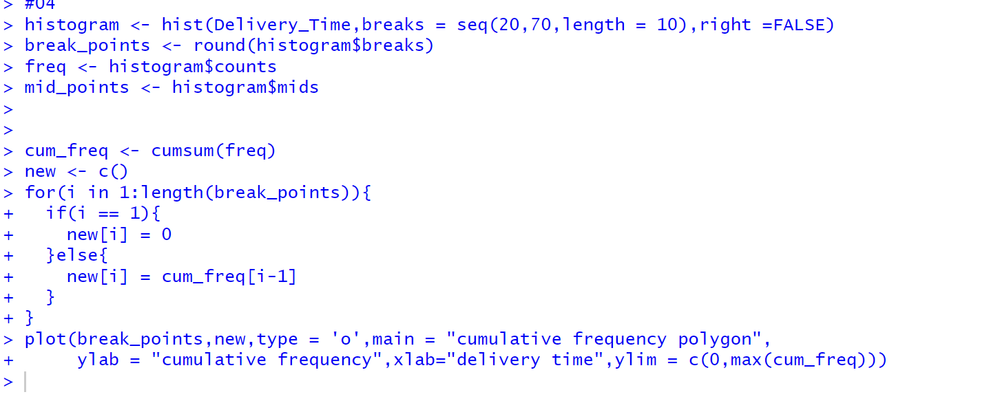 > #04
> histogram <- hist(Delivery_Time,breaks = seq(20,70,length = 10),right =FALSE)
> break_points <- round(histogram$breaks)
> freq <- histogram$counts
> mid_points <- histogram$mids
>
>
> cum_freq <- cumsum(freq)
> new <- c()
> for(i in 1:length(break_points)){
+   if(i == 1){
+     new[i] = 0
+   }else{
+     new[i] = cum_freq[i-1]
+   }
+ }
> plot(break_points,new,type = 'o',main = "cumulative frequency polygon",
+      ylab = "cumulative frequency",xlab="delivery time",ylim = c(0,max(cum_freq)))
>